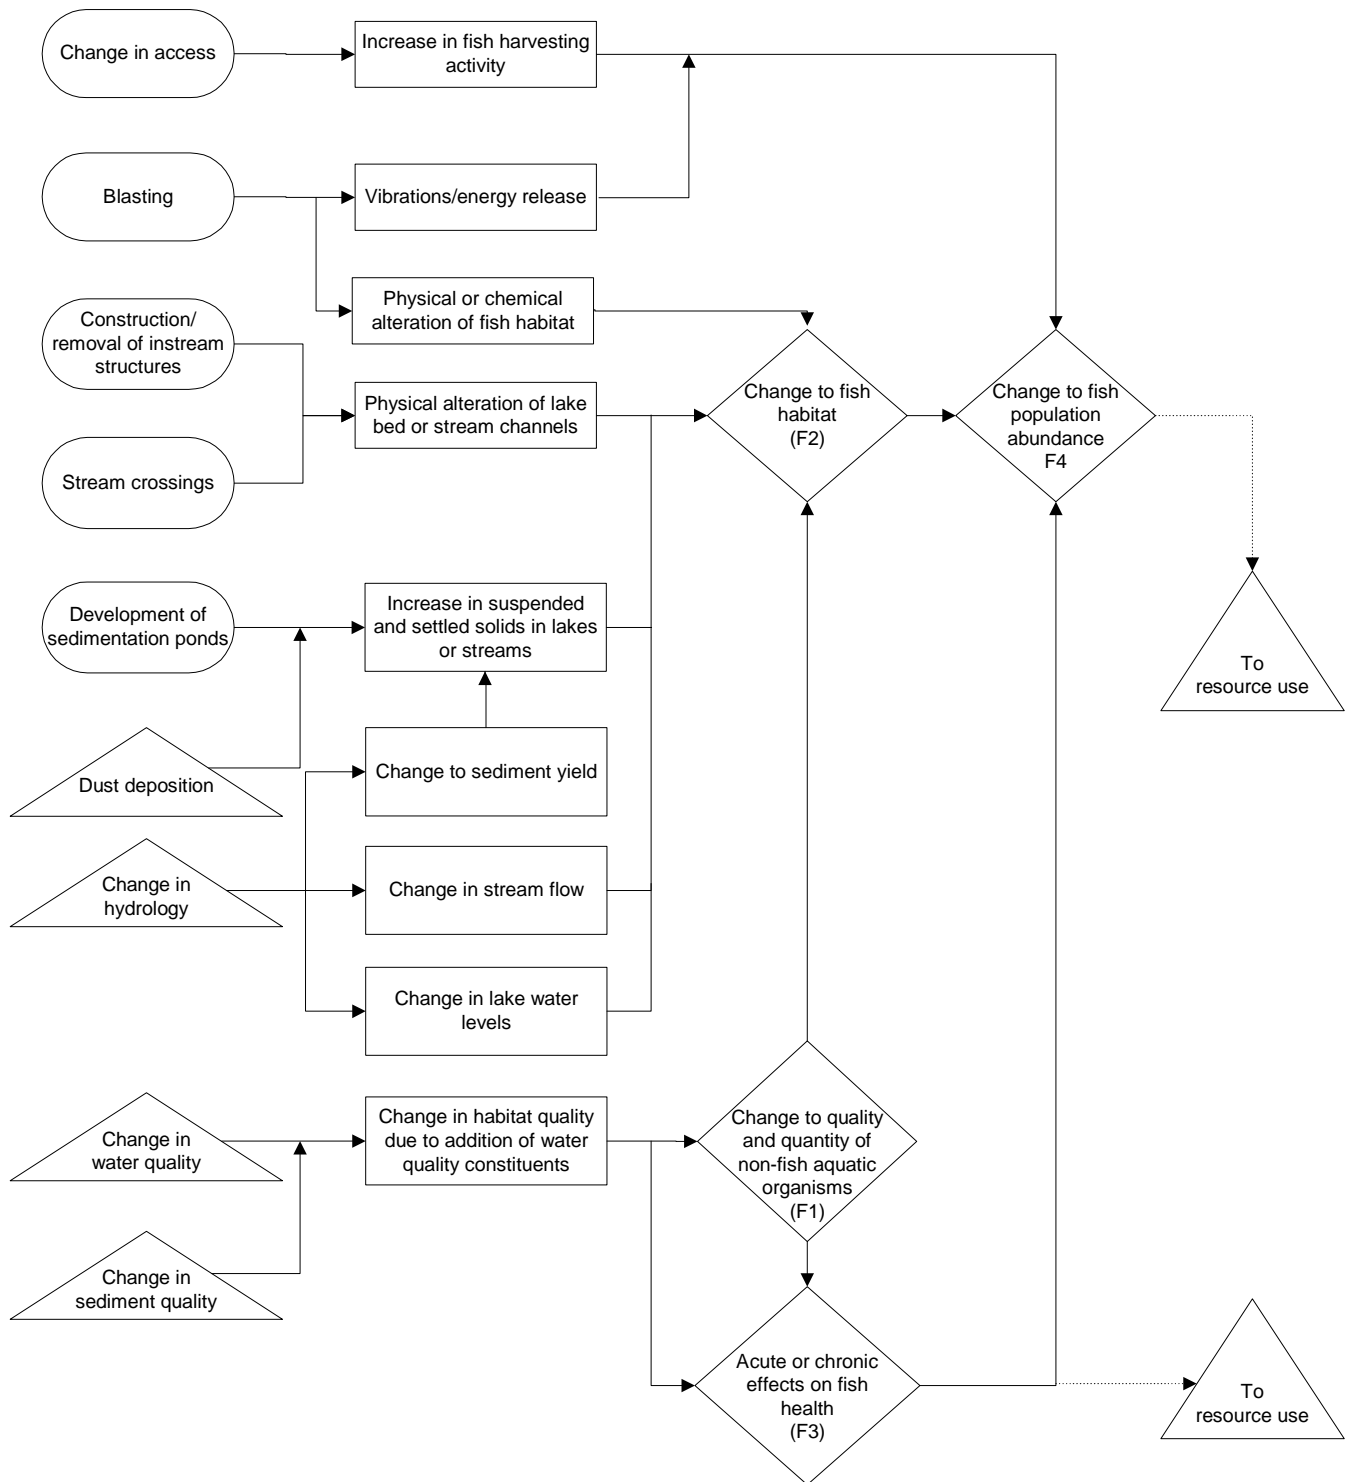 Change in access
Increase in fish harvesting
activity
Blasting
Vibrations/energy release
Physical or chemical
alteration of fish habitat
Construction/
removal of instream
structures
Physical alteration of lake
bed or stream channels
Change to fish
habitat
(F2)
Change to fish
population
abundance
F4
Stream crossings
Development of
sedimentation ponds
Increase in suspended
and settled solids in lakes
or streams
To
resource use
Dust deposition
Change to sediment yield
Change in
hydrology
Change in stream flow
Change in lake water
levels
Change in
water quality
Change in habitat quality
due to addition of water
quality constituents
Change to quality
and quantity of
non-fish aquatic
organisms
(F1)
Change in
sediment quality
Acute or chronic
effects on fish
health
(F3)
To
resource use